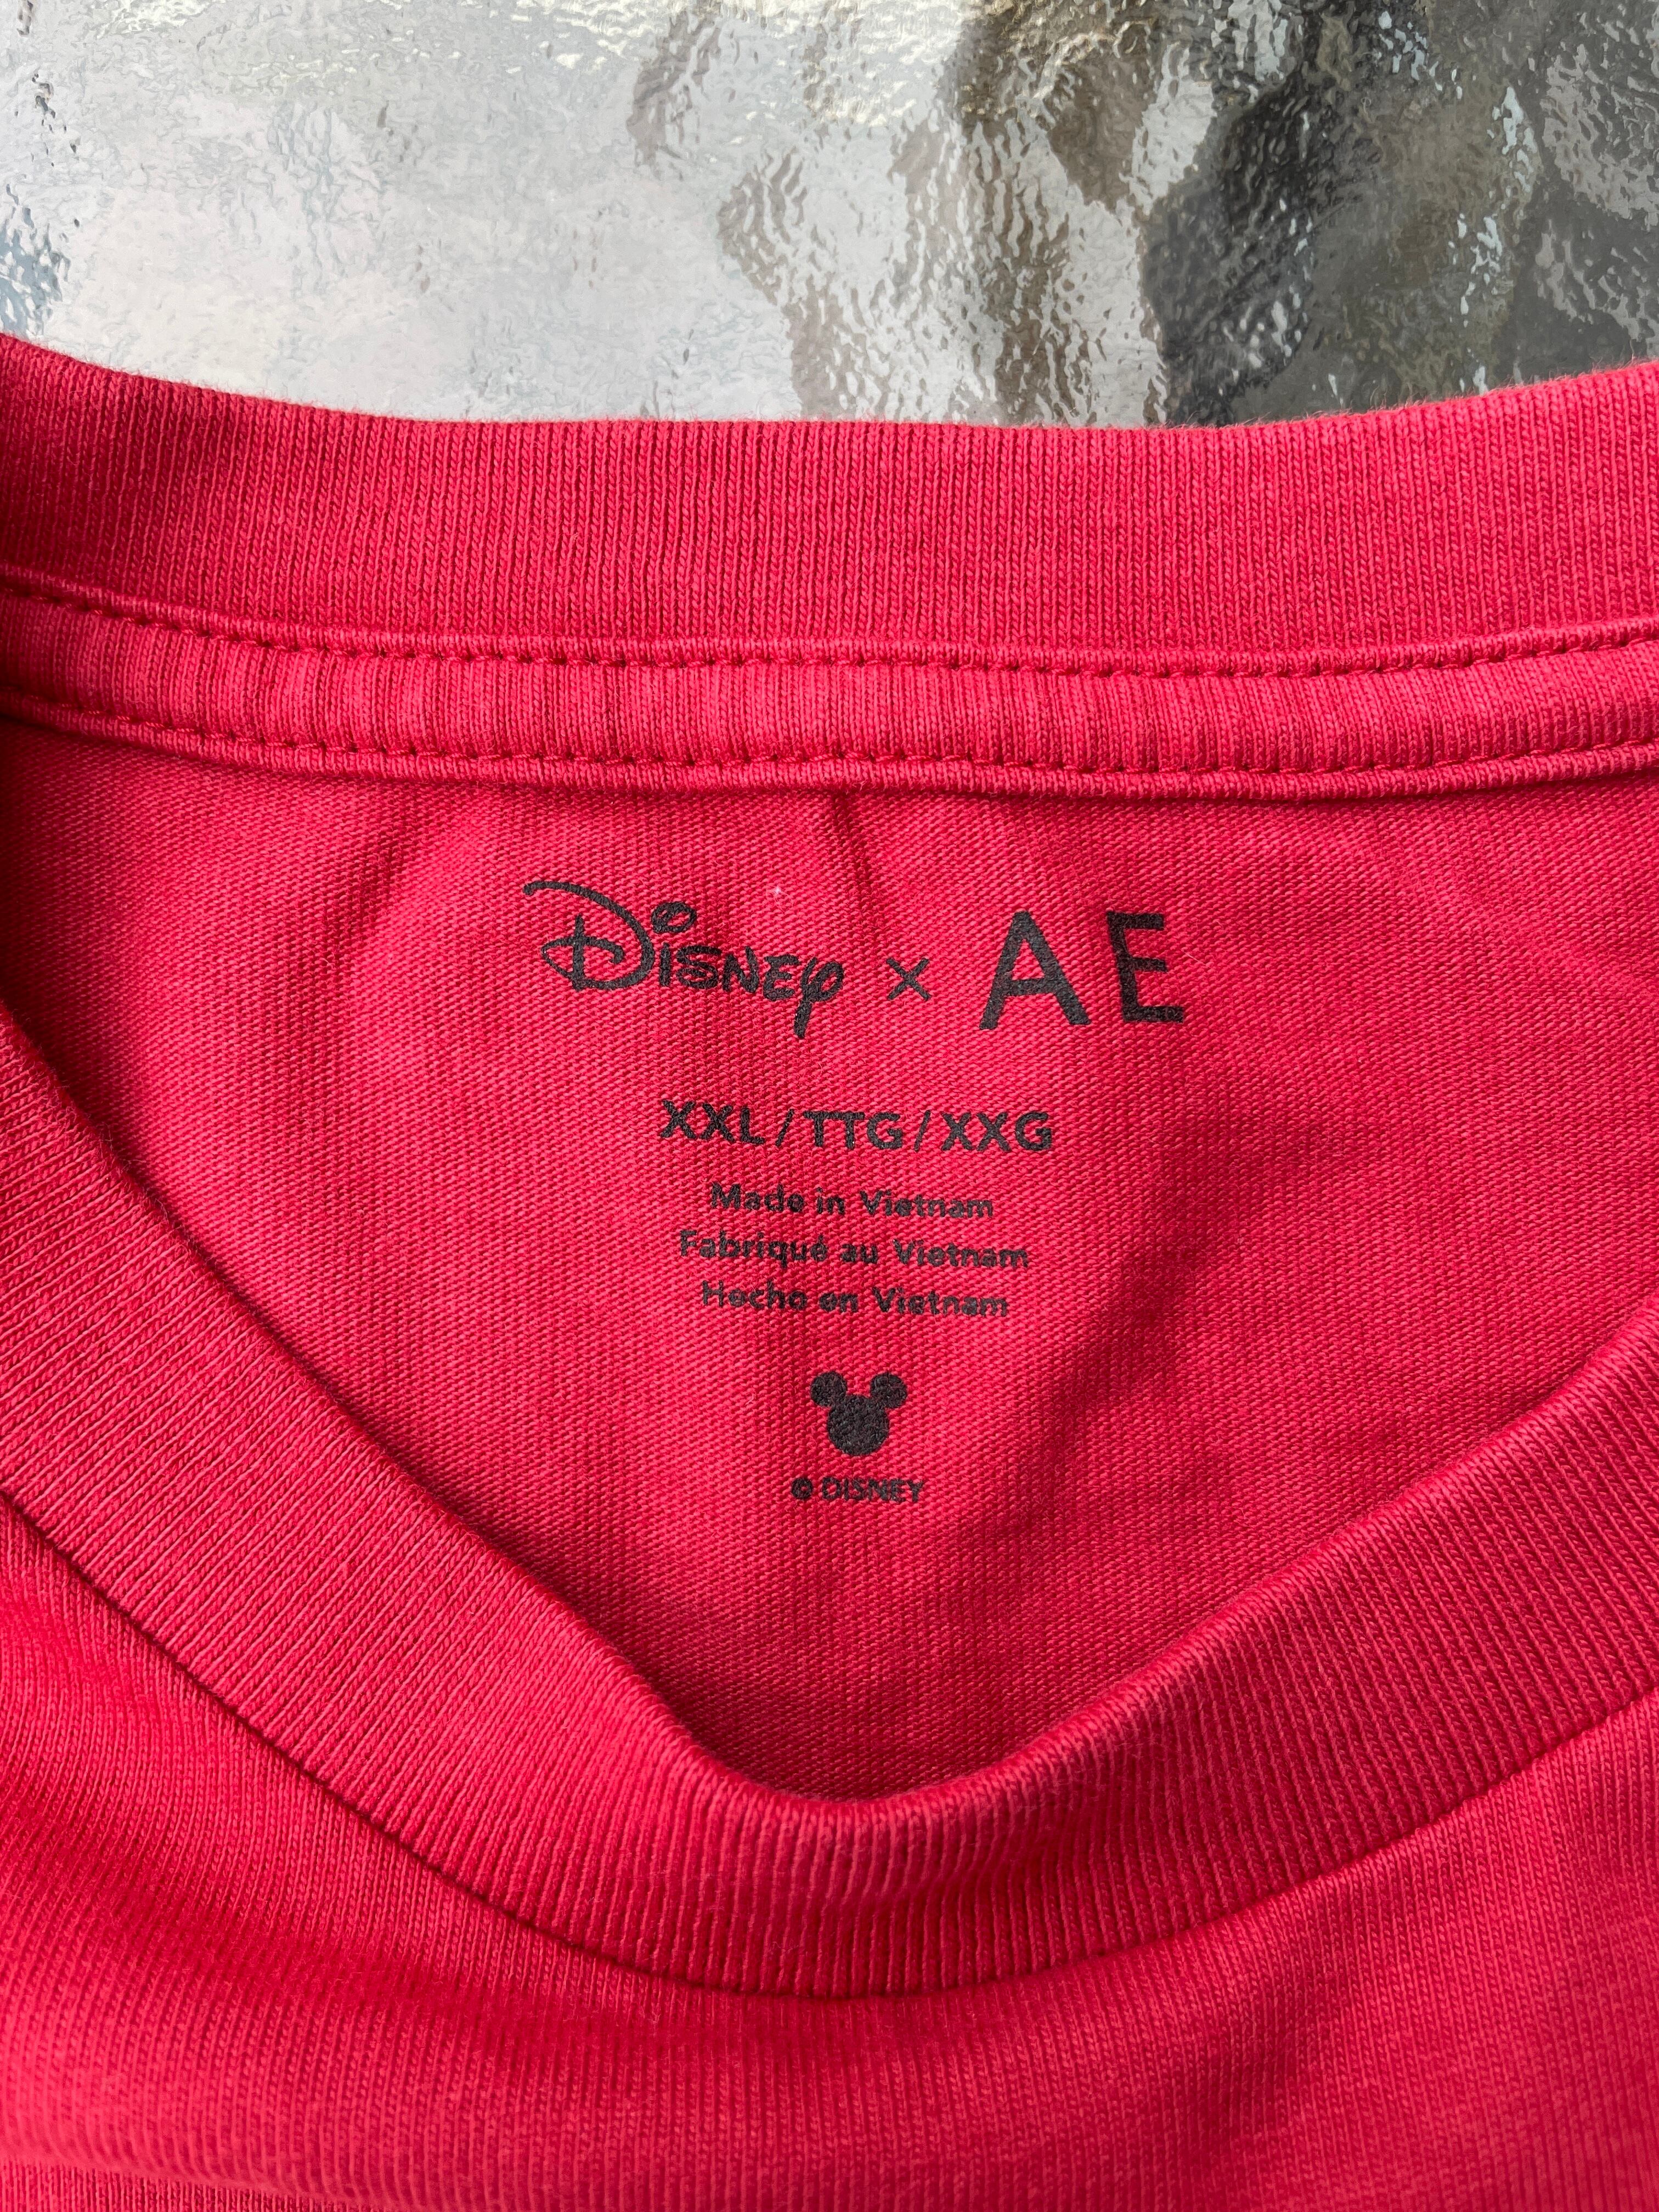 Disney × AE
XXL/TTG/XXG
Made in Vietnam
Fabriqué au Vietnam
Hecho en Vietnam
© DISNEY